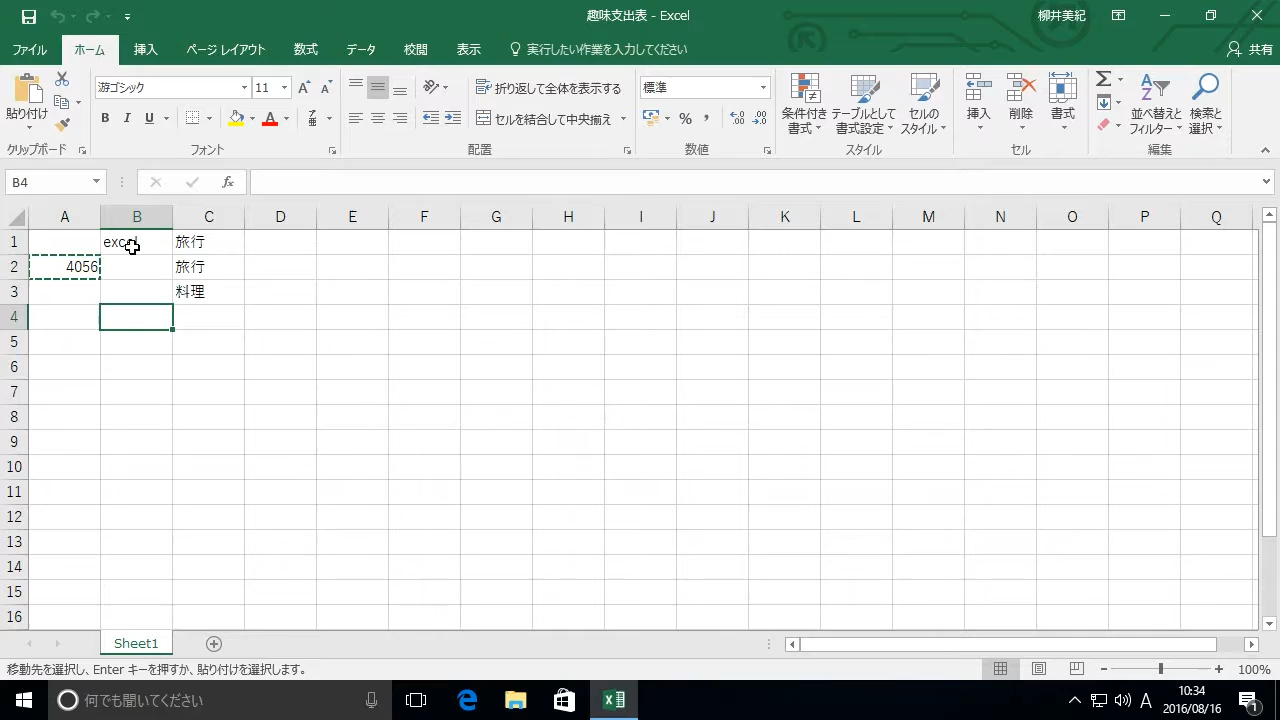 趣味支出表 - Excel
柳井美紀
ファイル ホーム 挿入 ページ レイアウト 数式 データ 校閲 表示 実行したい作業を入力してください 共有
貼り付け
クリップボード
游ゴシック 11
B I U
フォント
折り返して全体を表示する
セルを結合して中央揃え
配置
標準
数値
条件付き書式
テーブルとして書式設定
セルのスタイル
スタイル
挿入 削除 書式
セル
並べ替えとフィルター
検索と選択
編集
B4
A B C D E F G H I J K L M N O P Q
1 excel 旅行
2 4056 旅行
3 料理
4
5
6
7
8
9
10
11
12
13
14
15
16
Sheet1
移動先を選択し、Enter キーを押すか、貼り付けを選択します。
100%
何でも聞いてください
A
10:34
2016/08/16
1